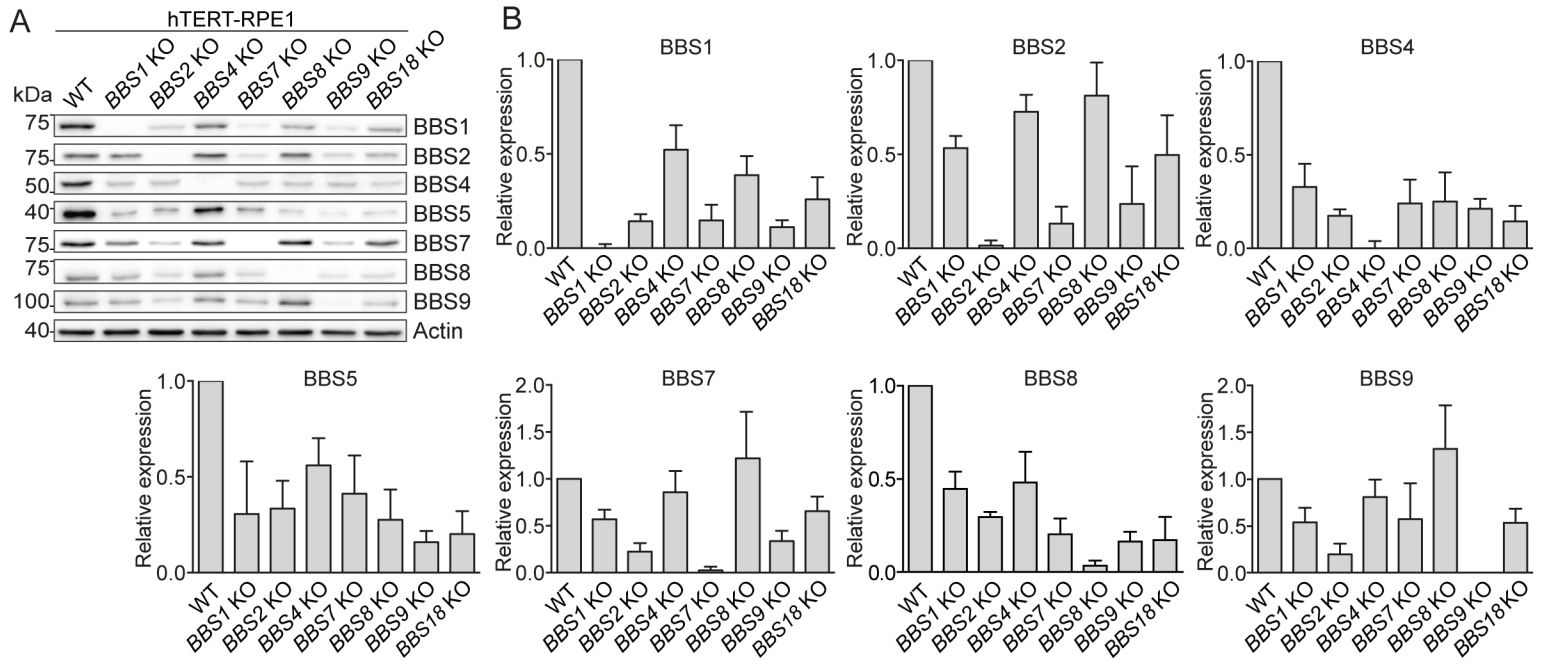 A
hTERT-RPE1
kDa
WT
BBS1 KO
BBS2 KO
BBS4 KO
BBS7 KO
BBS8 KO
BBS9 KO
BBS18 KO
75 BBS1
75 BBS2
50 BBS4
40 BBS5
75 BBS7
75 BBS8
100 BBS9
40 Actin
B
BBS1
Relative expression
1.0
0.5
0.0
WT
BBS1 KO
BBS2 KO
BBS4 KO
BBS7 KO
BBS8 KO
BBS9 KO
BBS18 KO
BBS2
Relative expression
1.0
0.5
0.0
WT
BBS1 KO
BBS2 KO
BBS4 KO
BBS7 KO
BBS8 KO
BBS9 KO
BBS18 KO
BBS4
Relative expression
1.0
0.5
0.0
WT
BBS1 KO
BBS2 KO
BBS4 KO
BBS7 KO
BBS8 KO
BBS9 KO
BBS18 KO
BBS5
Relative expression
1.0
0.5
0.0
WT
BBS1 KO
BBS2 KO
BBS4 KO
BBS7 KO
BBS8 KO
BBS9 KO
BBS18 KO
BBS7
Relative expression
2.0
1.5
1.0
0.5
0.0
WT
BBS1 KO
BBS2 KO
BBS4 KO
BBS7 KO
BBS8 KO
BBS9 KO
BBS18 KO
BBS8
Relative expression
1.0
0.5
0.0
WT
BBS1 KO
BBS2 KO
BBS4 KO
BBS7 KO
BBS8 KO
BBS9 KO
BBS18 KO
BBS9
Relative expression
2.0
1.5
1.0
0.5
0.0
WT
BBS1 KO
BBS2 KO
BBS4 KO
BBS7 KO
BBS8 KO
BBS9 KO
BBS18 KO